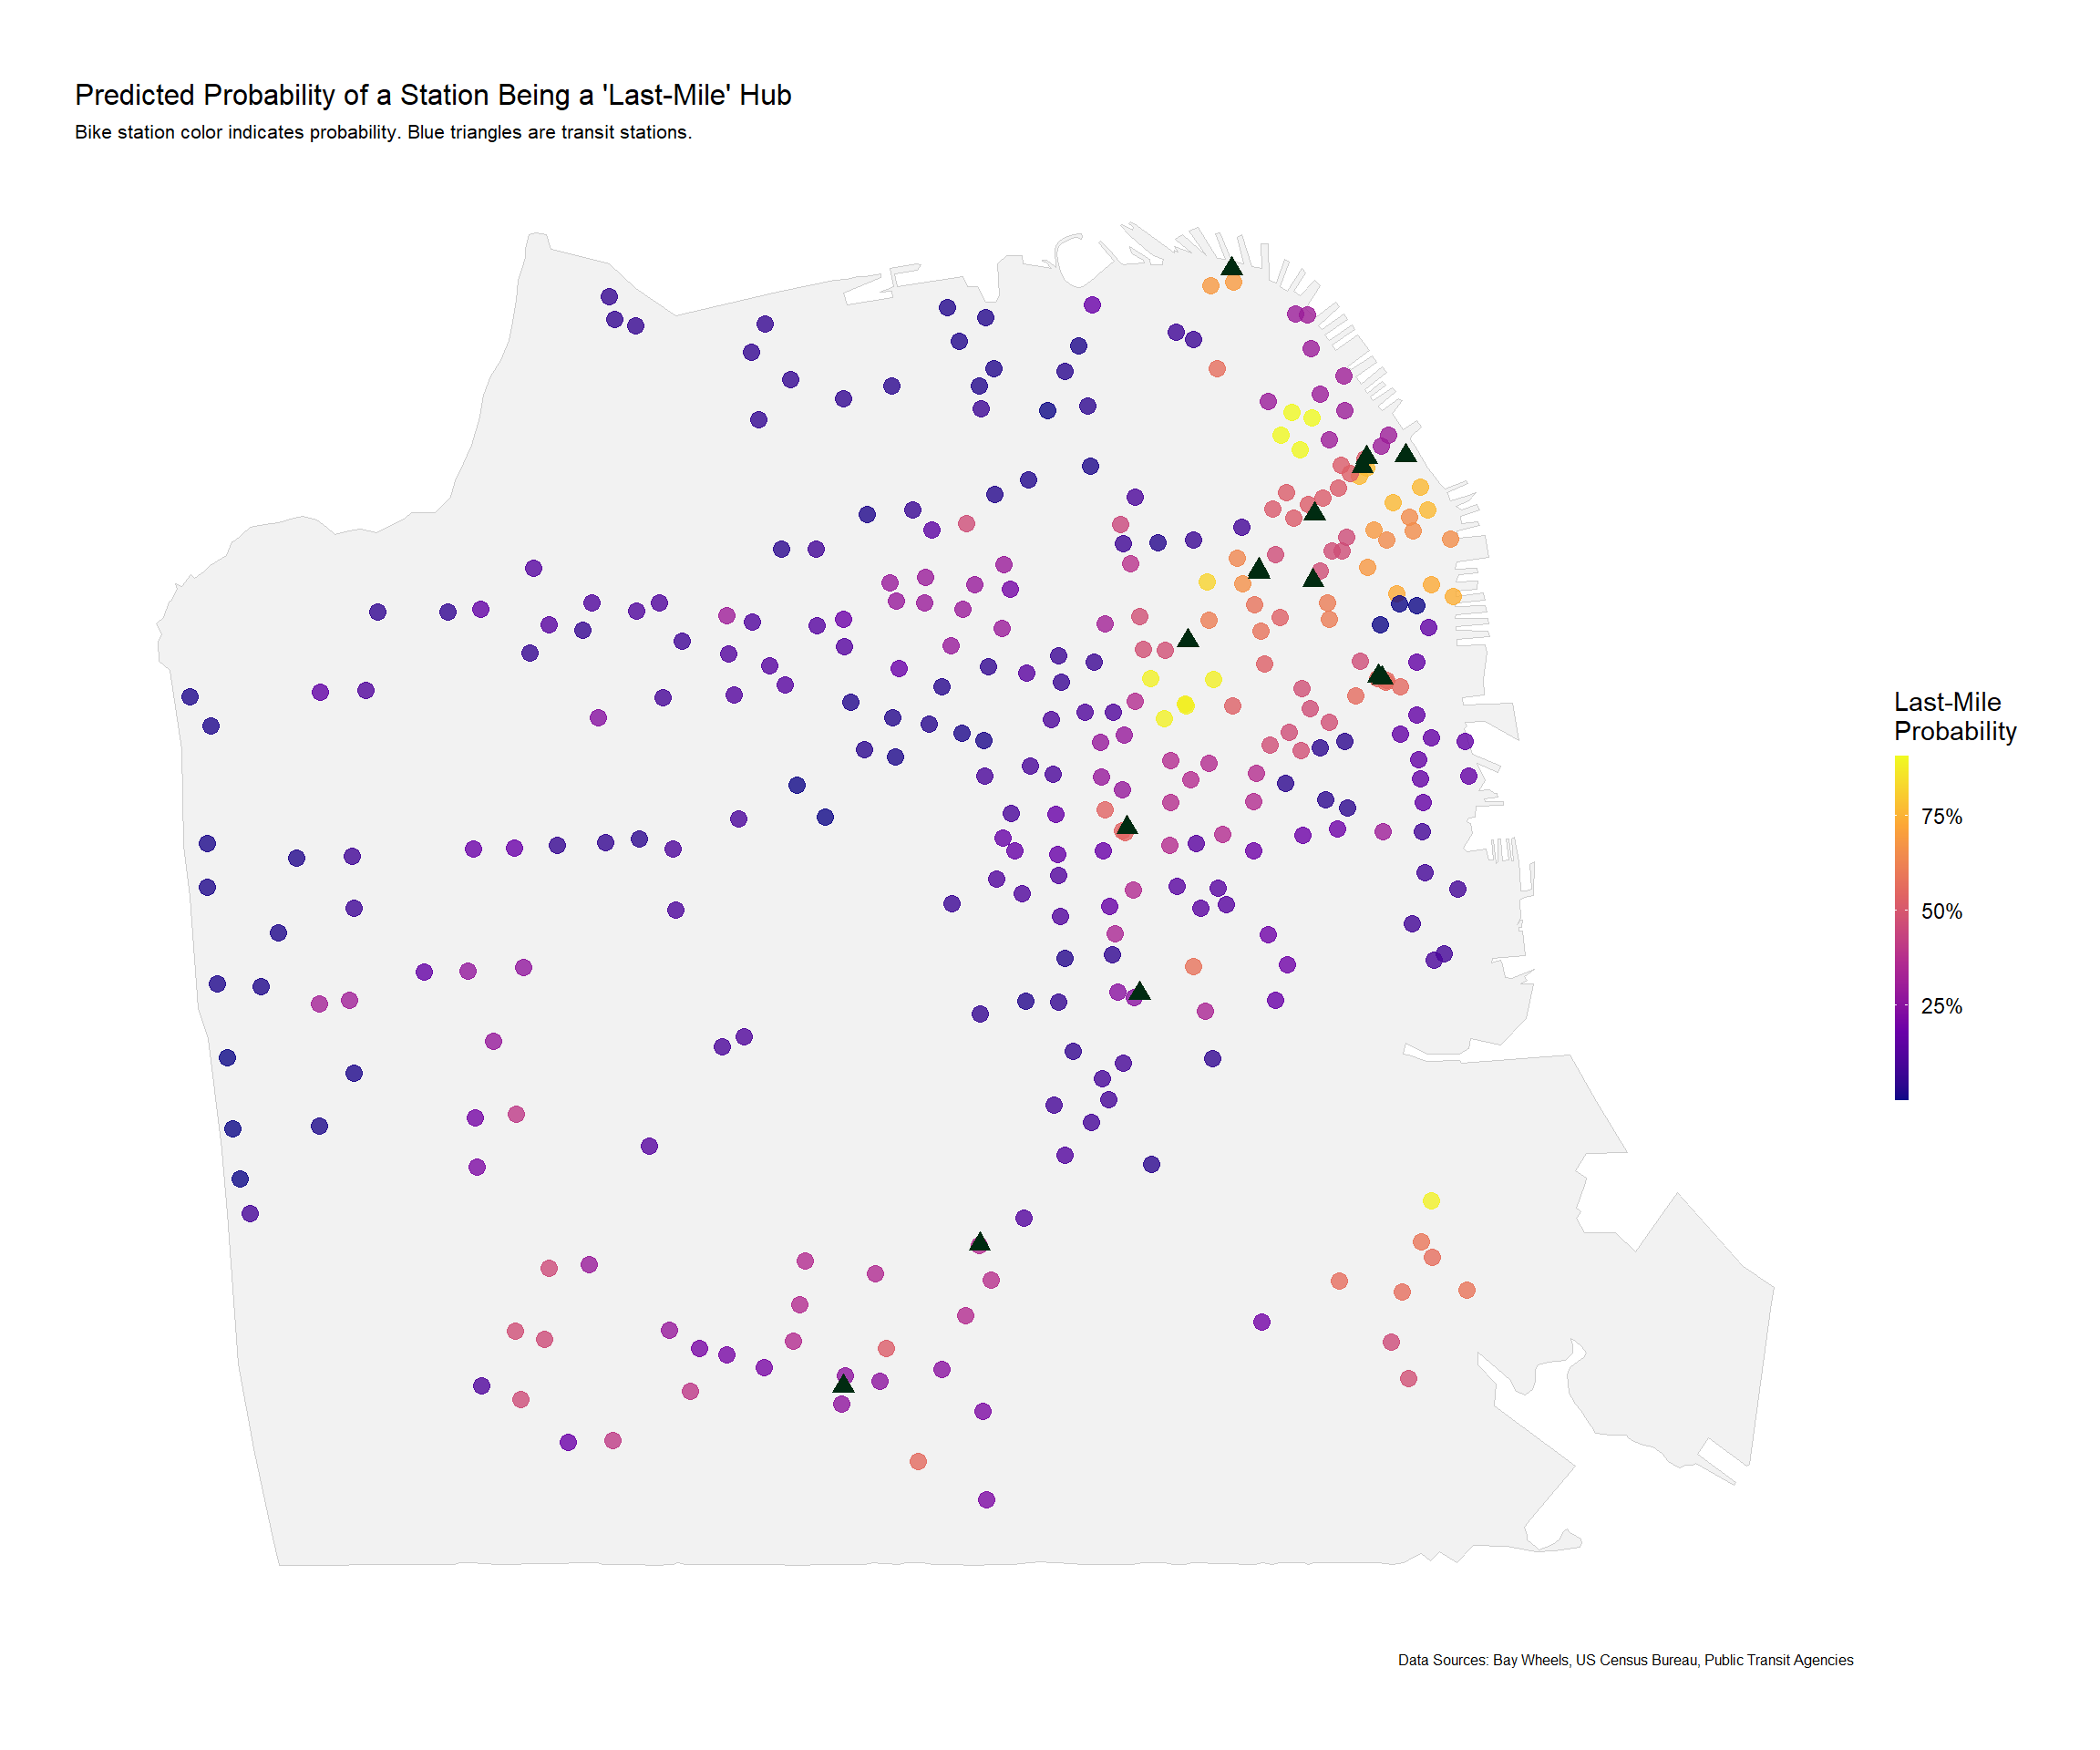 Predicted Probability of a Station Being a 'Last-Mile' Hub
Bike station color indicates probability. Blue triangles are transit stations.
Last-Mile
Probability
75%
50%
25%
Data Sources: Bay Wheels, US Census Bureau, Public Transit Agencies